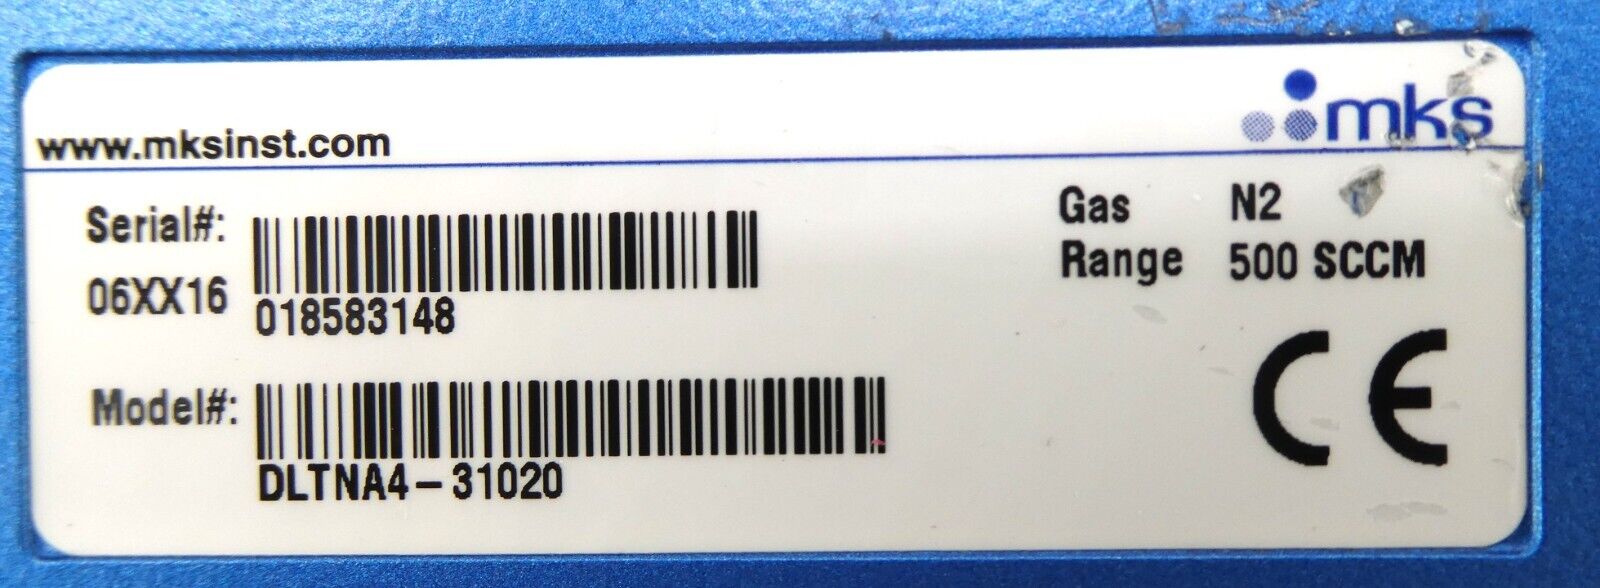 mks
www.mksinst.com
Serial#:
06XX16
018583148
Gas N2
Range 500 SCCM
Model#:
DLTNA4-31020
CE